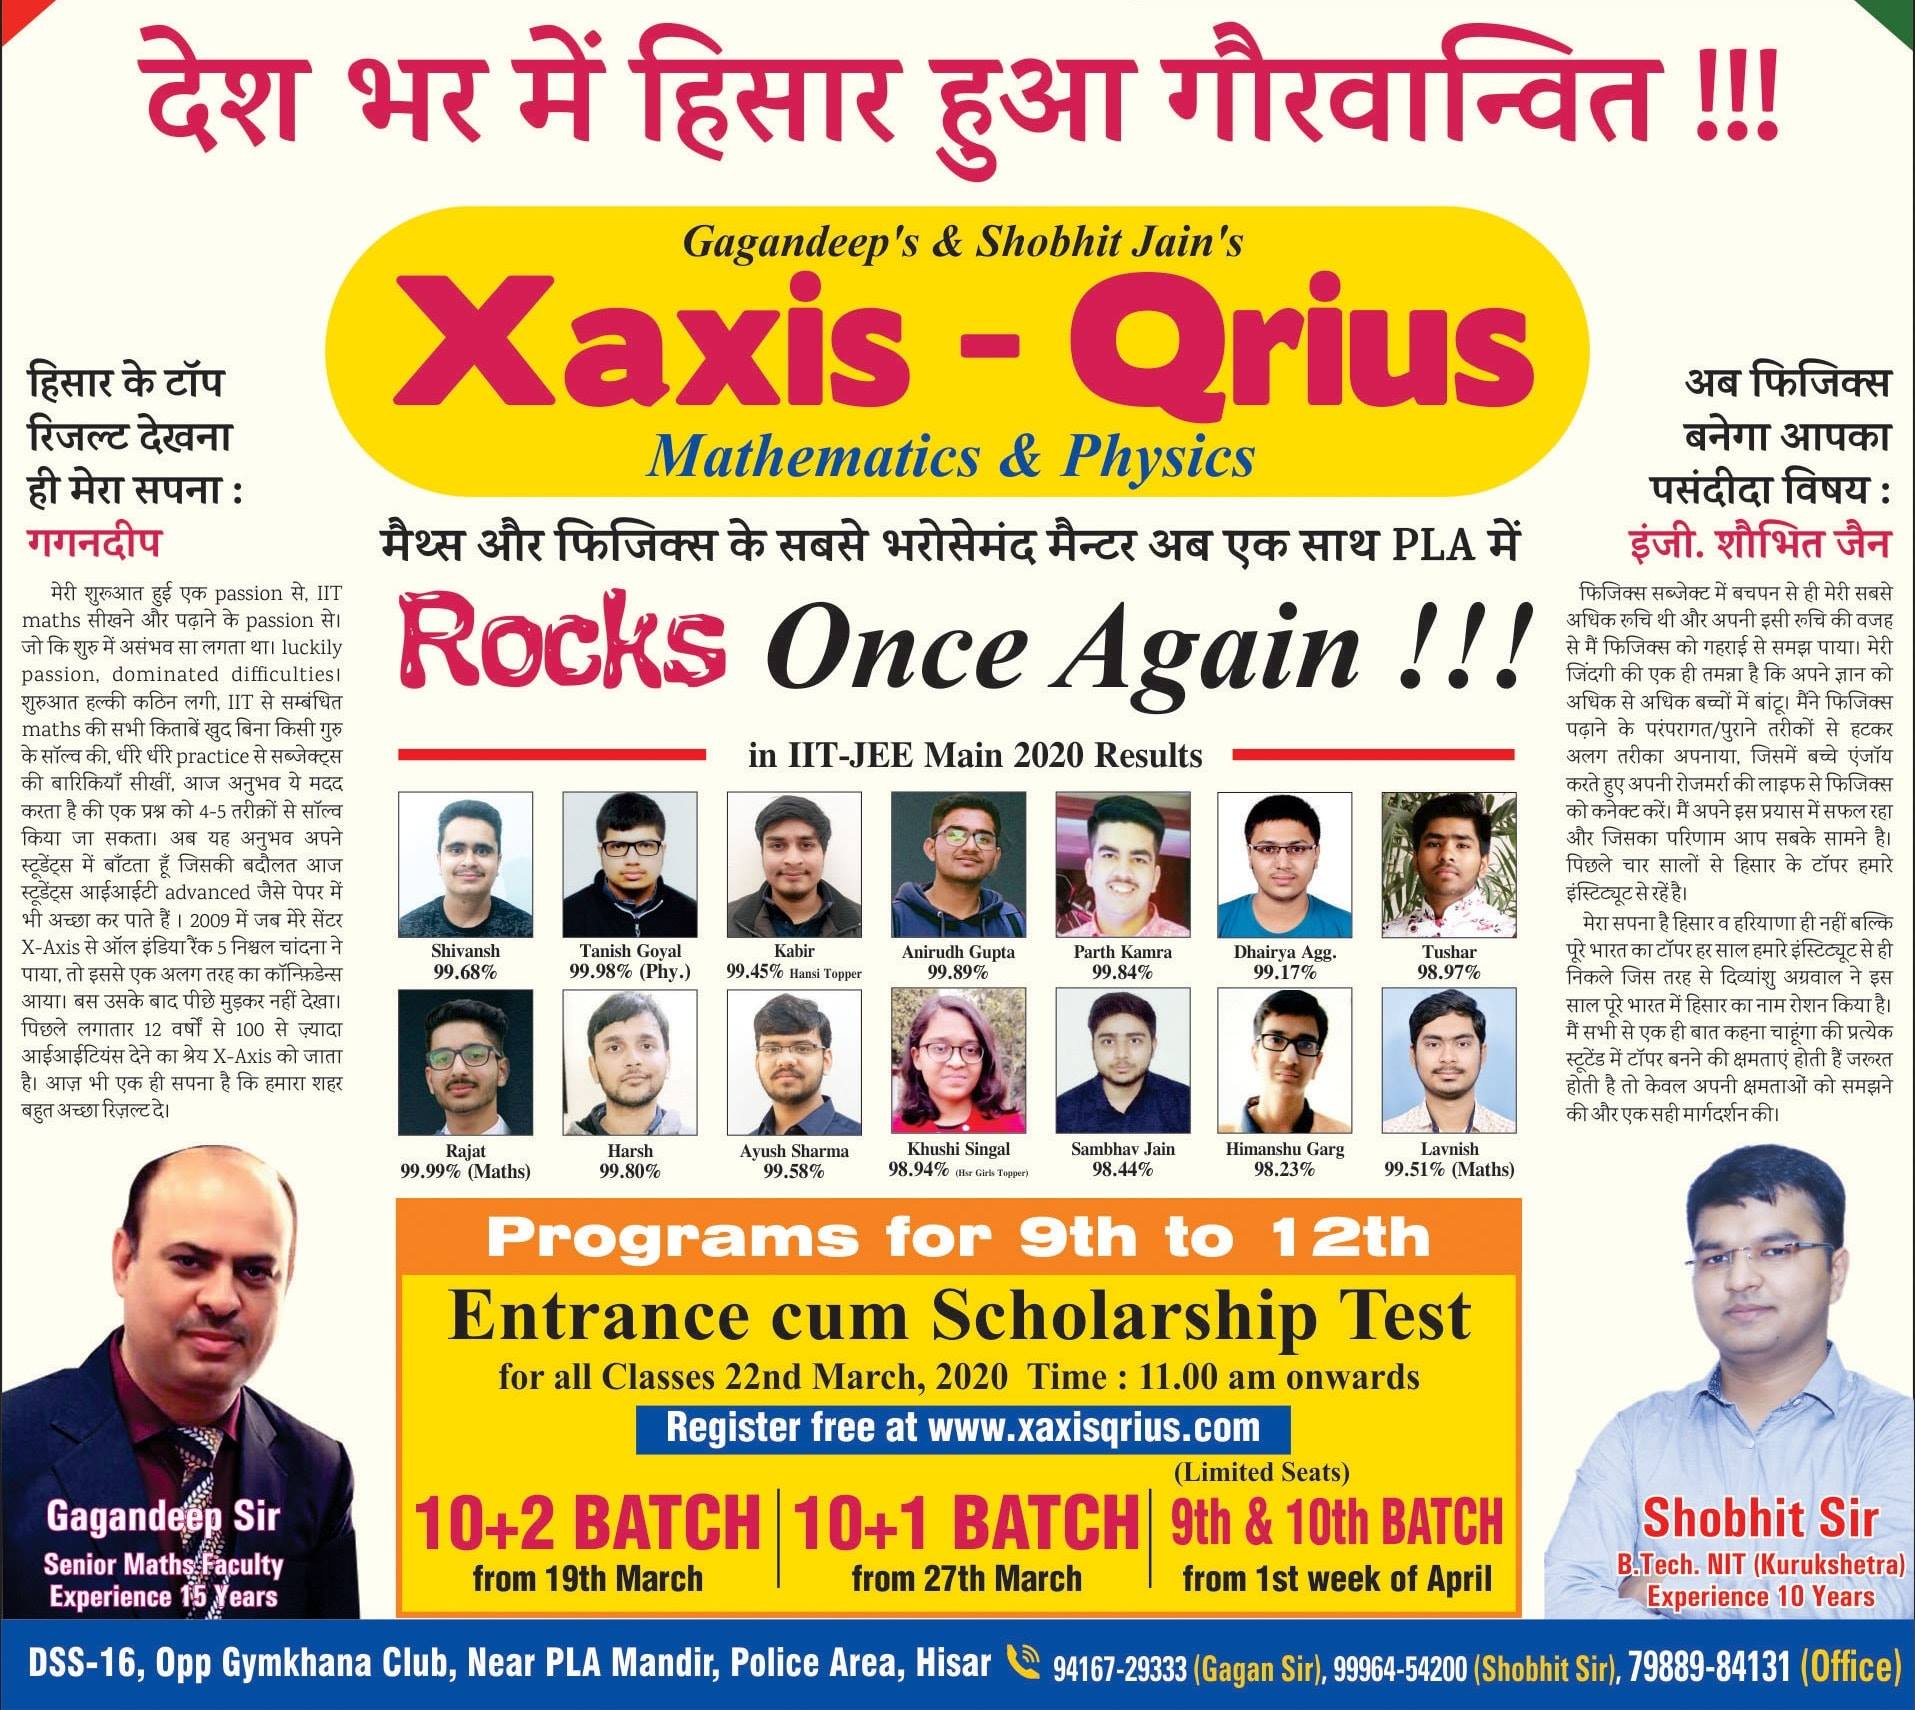 देश भर में हिसार हुआ गौरवान्वित !!!
Gagandeep's & Shobhit Jain's
Xaxis - Qrius
Mathematics & Physics
मैथ्स और फिजिक्स के सबसे भरोसेमंद मैन्टर अब एक साथ PLA में
Rocks Once Again !!!
in IIT-JEE Main 2020 Results
हिसार के टॉप
रिजल्ट देखना
ही मेरा सपना :
गगनदीप
मेरी शुरूआत हुई एक passion से, IIT
maths सीखने और पढ़ाने के passion से।
जो कि शुरु में असंभव सा लगता था। luckily
passion, dominated difficulties।
शुरुआत हल्की कठिन लगी, IIT से सम्बंधित
maths की सभी किताबें खुद बिना किसी गुरु
के सॉल्व की, धीरे धीरे practice से सब्जेक्ट्स
की बारिकियाँ सीखीं, आज अनुभव ये मदद
करता है की एक प्रश्न को 4-5 तरीक़ों से सॉल्व
किया जा सकता। अब यह अनुभव अपने
स्टूडेंट्स में बाँटता हूँ जिसकी बदौलत आज
स्टूडेंट्स आईआईटी advanced जैसे पेपर में
भी अच्छा कर पाते हैं । 2009 में जब मेरे सेंटर
X-Axis से ऑल इंडिया रैंक 5 निश्चल चांदना ने
पाया, तो इससे एक अलग तरह का कॉन्फ़िडेन्स
आया। बस उसके बाद पीछे मुड़कर नहीं देखा।
पिछले लगातार 12 वर्षों से 100 से ज़्यादा
आईआईटियंस देने का श्रेय X-Axis को जाता
है। आज़ भी एक ही सपना है कि हमारा शहर
बहुत अच्छा रिज़ल्ट दे।
अब फिजिक्स
बनेगा आपका
पसंदीदा विषय :
इंजी. शौभित जैन
फिजिक्स सब्जेक्ट में बचपन से ही मेरी सबसे
अधिक रूचि थी और अपनी इसी रूचि की वजह
से मैं फिजिक्स को गहराई से समझ पाया। मेरी
जिंदगी की एक ही तमन्ना है कि अपने ज्ञान को
अधिक से अधिक बच्चों में बांटू। मैंने फिजिक्स
पढ़ाने के परंपरागत/पुराने तरीकों से हटकर
अलग तरीका अपनाया, जिसमें बच्चे एंजॉय
करते हुए अपनी रोजमर्रा की लाइफ से फिजिक्स
को कनेक्ट करें। मैं अपने इस प्रयास में सफल रहा
और जिसका परिणाम आप सबके सामने है।
पिछले चार सालों से हिसार के टॉपर हमारे
इंस्टिट्यूट से रहें है।
मेरा सपना है हिसार व हरियाणा ही नहीं बल्कि
पूरे भारत का टॉपर हर साल हमारे इंस्टिट्यूट से ही
निकले जिस तरह से दिव्यांशु अग्रवाल ने इस
साल पूरे भारत में हिसार का नाम रोशन किया है।
मैं सभी से एक ही बात कहना चाहूंगा की प्रत्येक
स्टूटेंड में टॉपर बनने की क्षमताएं होती हैं जरूरत
होती है तो केवल अपनी क्षमताओं को समझने
की और एक सही मार्गदर्शन की।
Shivansh
99.68%
Tanish Goyal
99.98% (Phy.)
Kabir
99.45% Hansi Topper
Anirudh Gupta
99.89%
Parth Kamra
99.84%
Dhairya Agg.
99.17%
Tushar
98.97%
Rajat
99.99% (Maths)
Harsh
99.80%
Ayush Sharma
99.58%
Khushi Singal
98.94% (Hsr Girls Topper)
Sambhav Jain
98.44%
Himanshu Garg
98.23%
Lavnish
99.51% (Maths)
Programs for 9th to 12th
Entrance cum Scholarship Test
for all Classes 22nd March, 2020 Time : 11.00 am onwards
Register free at www.xaxisqrius.com
(Limited Seats)
10+2 BATCH
from 19th March
10+1 BATCH
from 27th March
9th & 10th BATCH
from 1st week of April
Gagandeep Sir
Senior Maths Faculty
Experience 15 Years
Shobhit Sir
B.Tech. NIT (Kurukshetra)
Experience 10 Years
DSS-16, Opp Gymkhana Club, Near PLA Mandir, Police Area, Hisar 94167-29333 (Gagan Sir), 99964-54200 (Shobhit Sir), 79889-84131 (Office)